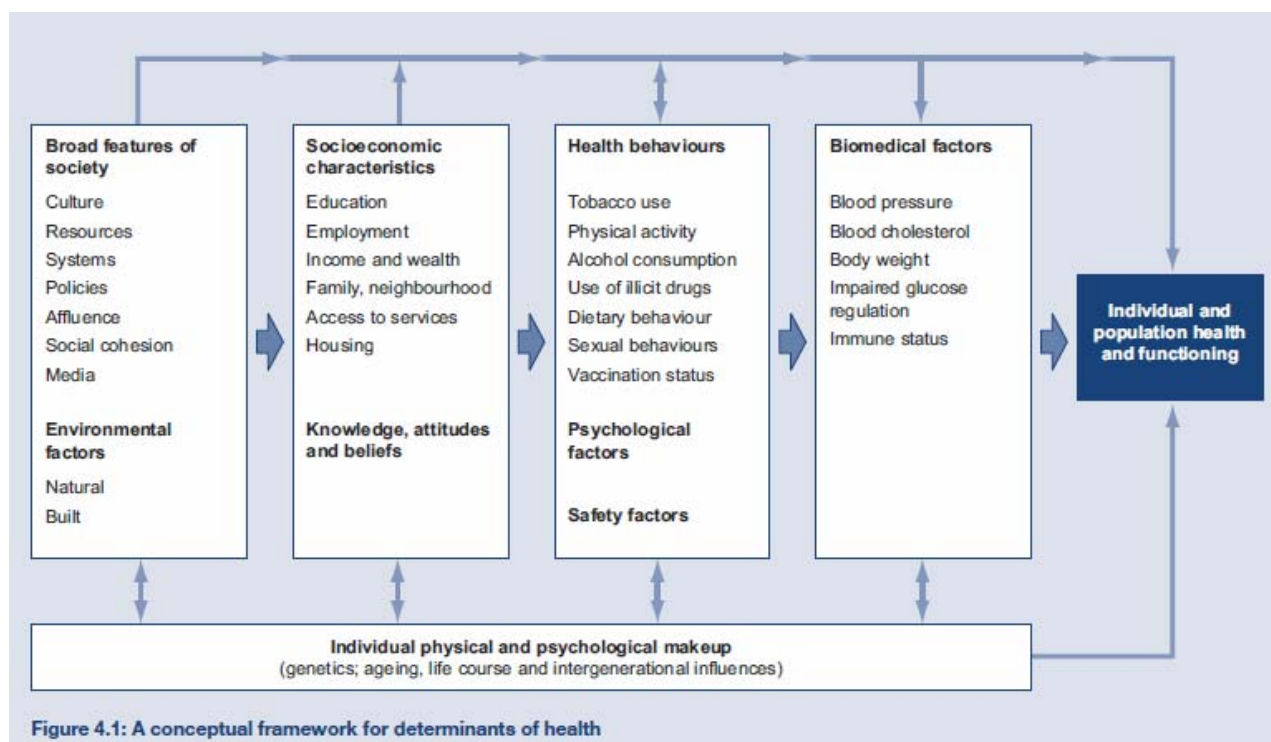 Broad features of
society
Culture
Resources
Systems
Policies
Affluence
Social cohesion
Media
Environmental
factors
Natural
Built
Socioeconomic
characteristics
Education
Employment
Income and wealth
Family, neighbourhood
Access to services
Housing
Knowledge, attitudes
and beliefs
Health behaviours
Tobacco use
Physical activity
Alcohol consumption
Use of illicit drugs
Dietary behaviour
Sexual behaviours
Vaccination status
Psychological
factors
Safety factors
Biomedical factors
Blood pressure
Blood cholesterol
Body weight
Impaired glucose
regulation
Immune status
Individual and
population health
and functioning
Individual physical and psychological makeup
(genetics; ageing, life course and intergenerational influences)
Figure 4.1: A conceptual framework for determinants of health